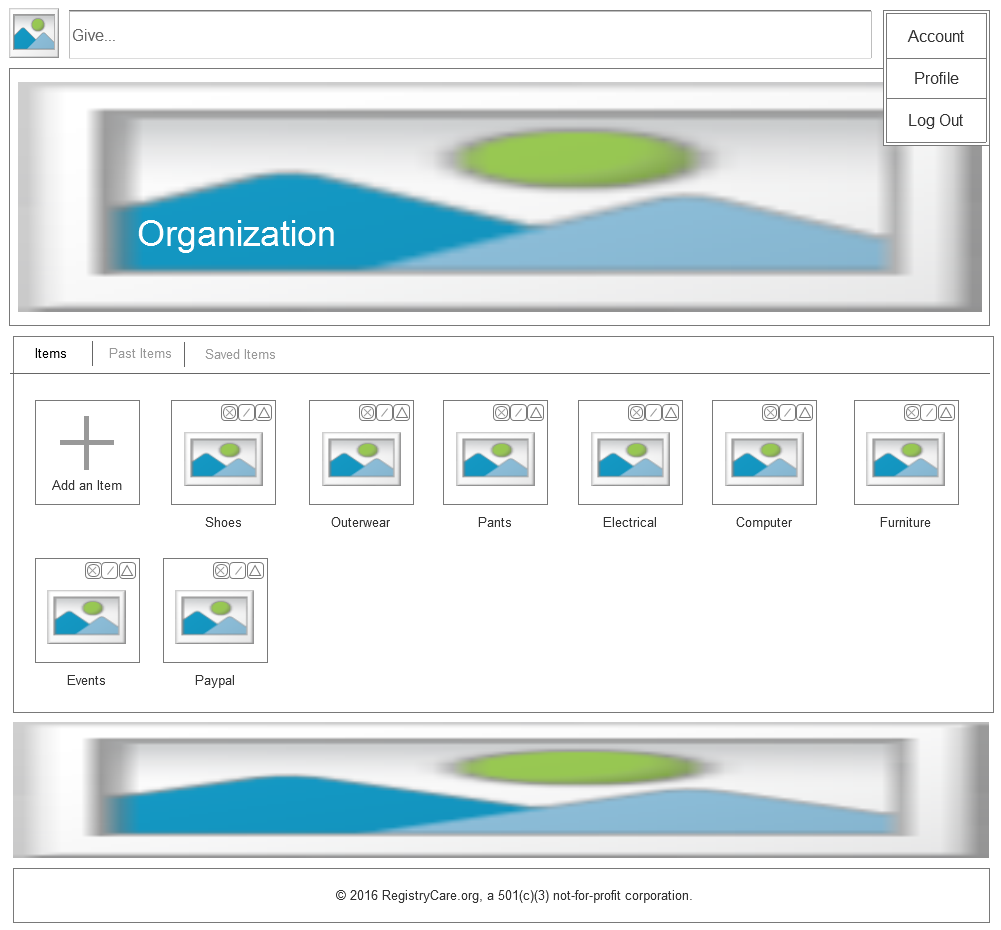 Give...
Account
Profile
Log Out
Organization
Items
Past Items
Saved Items
Add an Item
Shoes
Outerwear
Pants
Electrical
Computer
Furniture
Events
Paypal
© 2016 RegistryCare.org, a 501(c)(3) not-for-profit corporation.